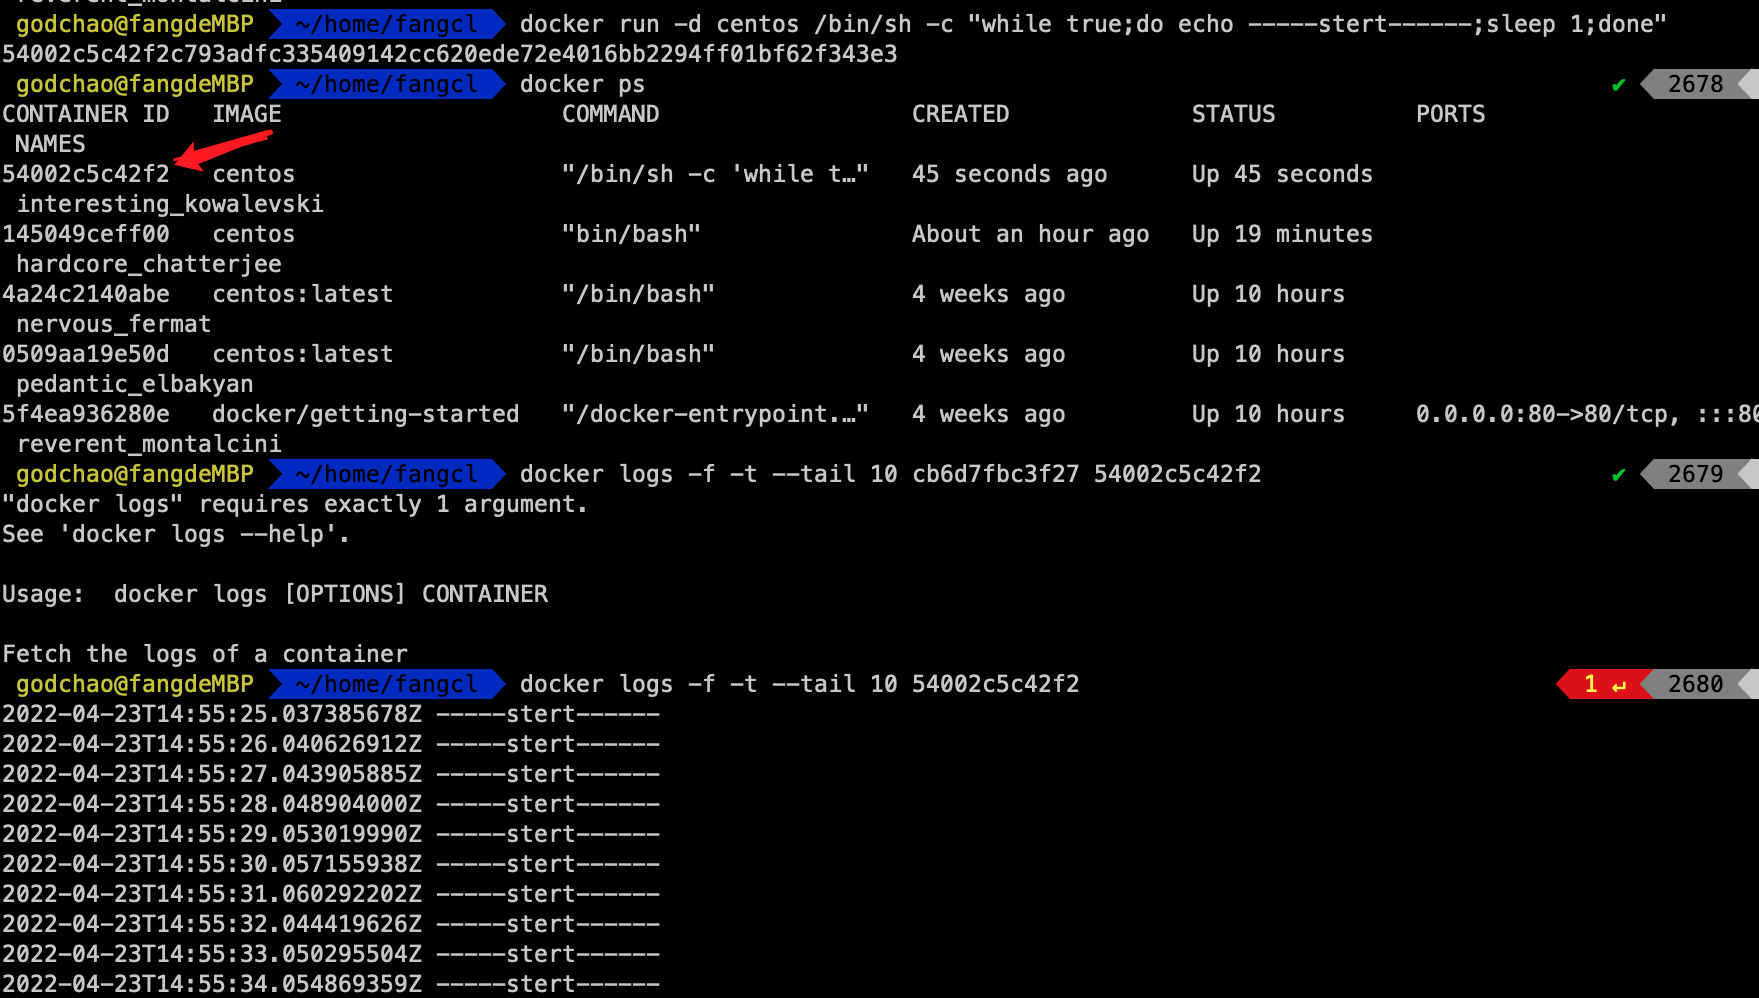 reverent_montalcini
godchao@fangdeMBP ~/home/fangcl docker run -d centos /bin/sh -c "while true;do echo -----stert------;sleep 1;done"
54002c5c42f2c793adfc335409142cc620ede72e4016bb2294ff01bf62f343e3
godchao@fangdeMBP ~/home/fangcl docker ps ✔ 2678
CONTAINER ID IMAGE COMMAND CREATED STATUS PORTS
NAMES
54002c5c42f2 centos "/bin/sh -c 'while t…" 45 seconds ago Up 45 seconds
interesting_kowalevski
145049ceff00 centos "bin/bash" About an hour ago Up 19 minutes
hardcore_chatterjee
4a24c2140abe centos:latest "/bin/bash" 4 weeks ago Up 10 hours
nervous_fermat
0509aa19e50d centos:latest "/bin/bash" 4 weeks ago Up 10 hours
pedantic_elbakyan
5f4ea936280e docker/getting-started "/docker-entrypoint.…" 4 weeks ago Up 10 hours 0.0.0.0:80->80/tcp, :::80
reverent_montalcini
godchao@fangdeMBP ~/home/fangcl docker logs -f -t --tail 10 cb6d7fbc3f27 54002c5c42f2 ✔ 2679
"docker logs" requires exactly 1 argument.
See 'docker logs --help'.
Usage:  docker logs [OPTIONS] CONTAINER
Fetch the logs of a container
godchao@fangdeMBP ~/home/fangcl docker logs -f -t --tail 10 54002c5c42f2 1 ↵ 2680
2022-04-23T14:55:25.037385678Z -----stert------
2022-04-23T14:55:26.040626912Z -----stert------
2022-04-23T14:55:27.043905885Z -----stert------
2022-04-23T14:55:28.048904000Z -----stert------
2022-04-23T14:55:29.053019990Z -----stert------
2022-04-23T14:55:30.057155938Z -----stert------
2022-04-23T14:55:31.060292202Z -----stert------
2022-04-23T14:55:32.044419626Z -----stert------
2022-04-23T14:55:33.050295504Z -----stert------
2022-04-23T14:55:34.054869359Z -----stert------